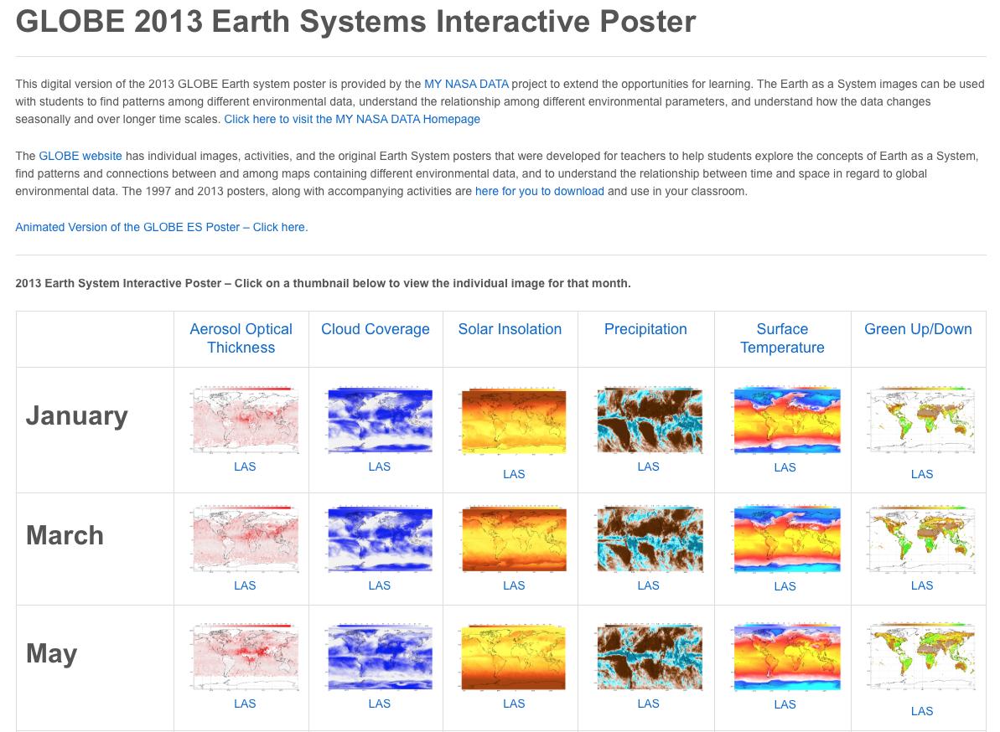 GLOBE 2013 Earth Systems Interactive Poster
This digital version of the 2013 GLOBE Earth system poster is provided by the MY NASA DATA project to extend the opportunities for learning. The Earth as a System images can be used
with students to find patterns among different environmental data, understand the relationship among different environmental parameters, and understand how the data changes
seasonally and over longer time scales. Click here to visit the MY NASA DATA Homepage
The GLOBE website has individual images, activities, and the original Earth System posters that were developed for teachers to help students explore the concepts of Earth as a System,
find patterns and connections between and among maps containing different environmental data, and to understand the relationship between time and space in regard to global
environmental data. The 1997 and 2013 posters, along with accompanying activities are here for you to download and use in your classroom.
Animated Version of the GLOBE ES Poster – Click here.
2013 Earth System Interactive Poster – Click on a thumbnail below to view the individual image for that month.
Aerosol Optical Thickness
Cloud Coverage
Solar Insolation
Precipitation
Surface Temperature
Green Up/Down
January
LAS LAS LAS LAS LAS LAS
March
LAS LAS LAS LAS LAS LAS
May
LAS LAS LAS LAS LAS LAS